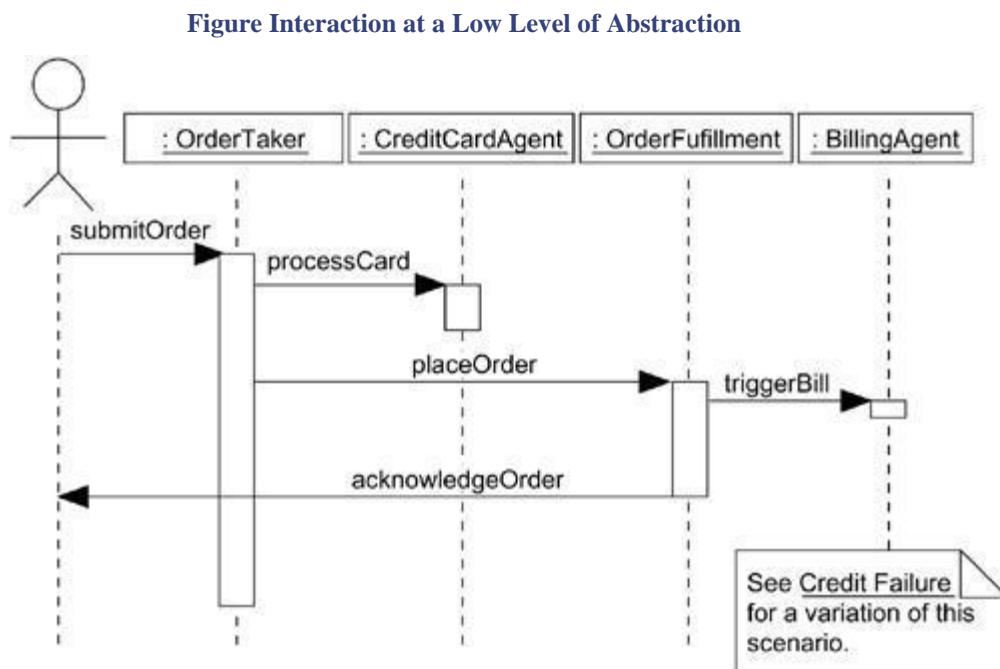 Figure Interaction at a Low Level of Abstraction
: OrderTaker
: CreditCardAgent
: OrderFufillment
: BillingAgent
submitOrder
processCard
placeOrder
triggerBill
acknowledgeOrder
See Credit Failure
for a variation of this
scenario.